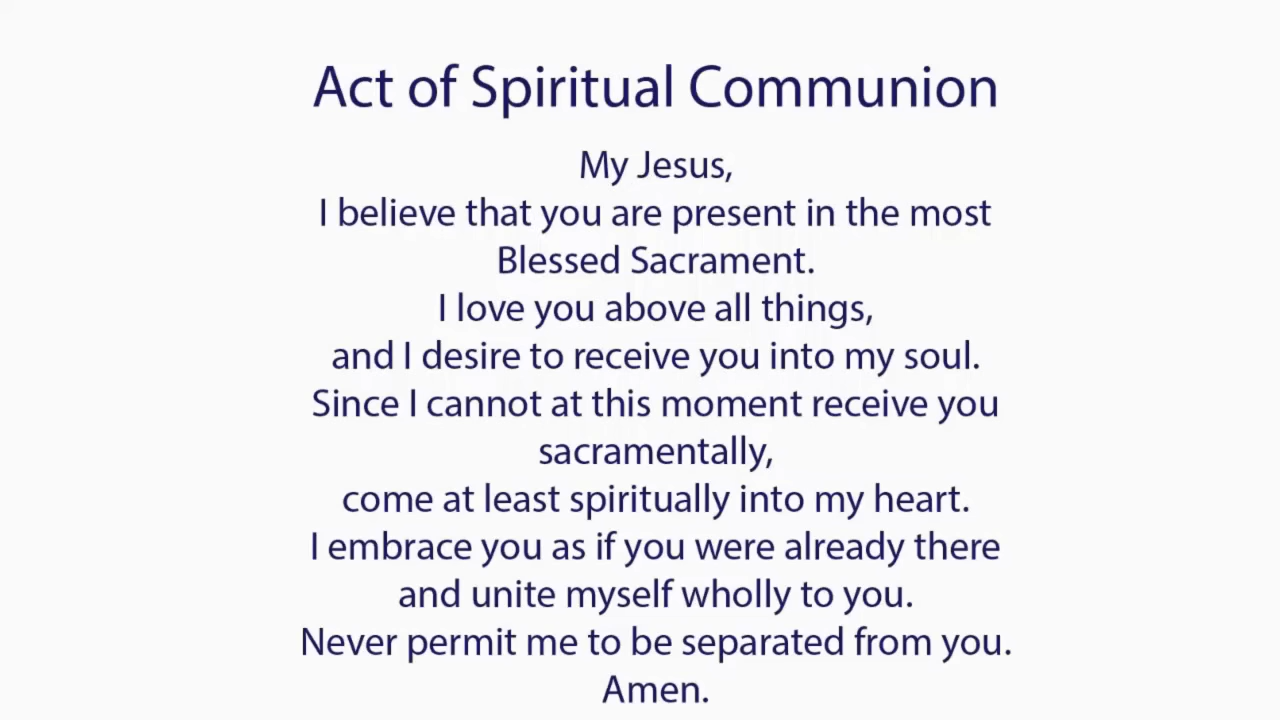 Act of Spiritual Communion
My Jesus,
I believe that you are present in the most
Blessed Sacrament.
I love you above all things,
and I desire to receive you into my soul.
Since I cannot at this moment receive you
sacramentally,
come at least spiritually into my heart.
I embrace you as if you were already there
and unite myself wholly to you.
Never permit me to be separated from you.
Amen.